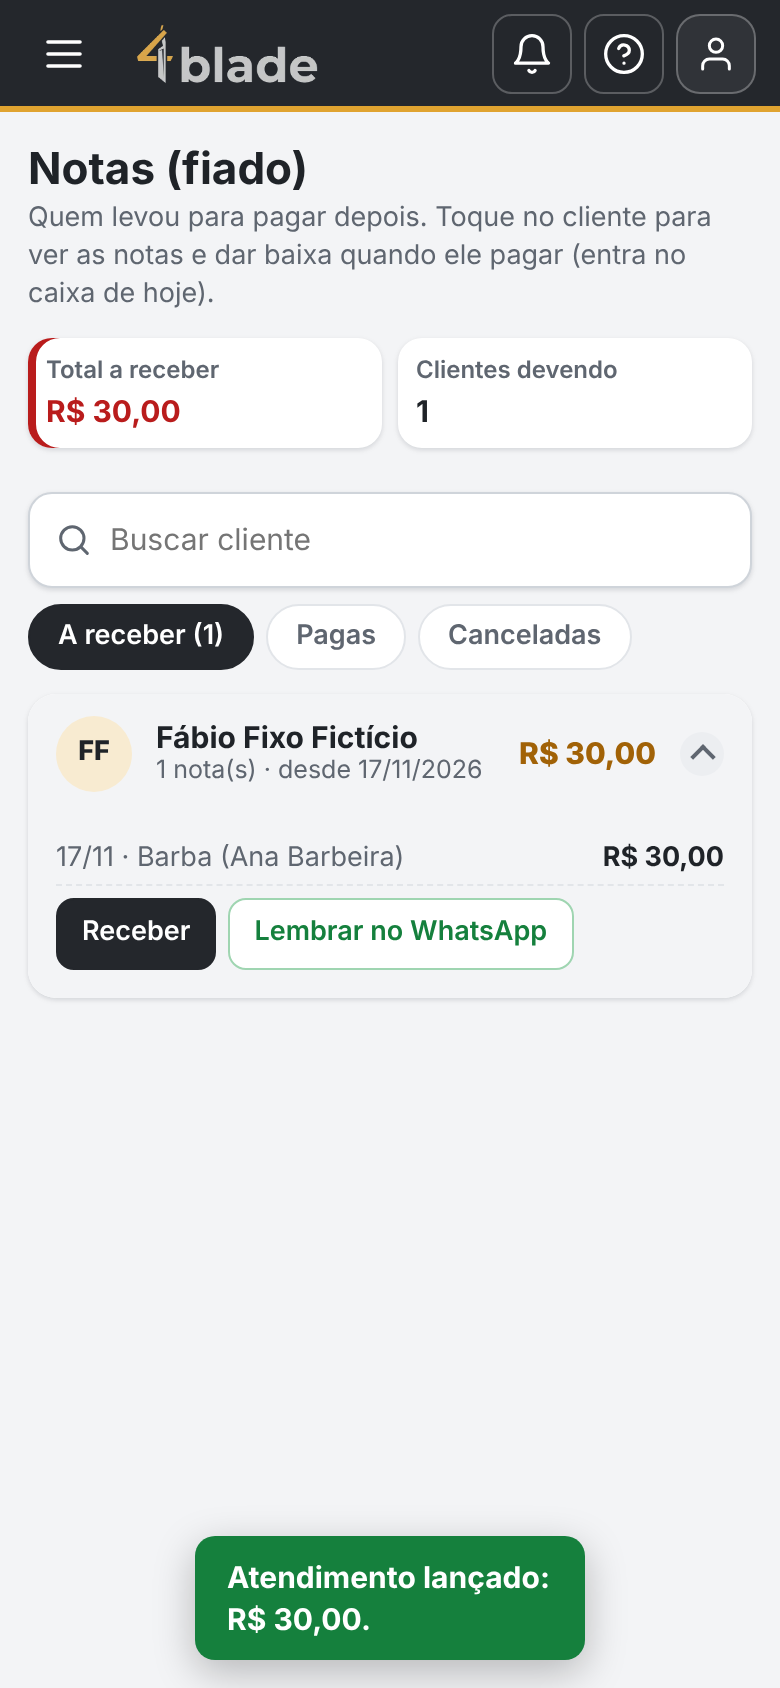 4blade
Notas (fiado)
Quem levou para pagar depois. Toque no cliente para
ver as notas e dar baixa quando ele pagar (entra no
caixa de hoje).
Total a receber
R$ 30,00
Clientes devendo
1
Buscar cliente
A receber (1)
Pagas
Canceladas
FF
Fábio Fixo Fictício
1 nota(s) · desde 17/11/2026
R$ 30,00
17/11 · Barba (Ana Barbeira)
R$ 30,00
Receber
Lembrar no WhatsApp
Atendimento lançado:
R$ 30,00.